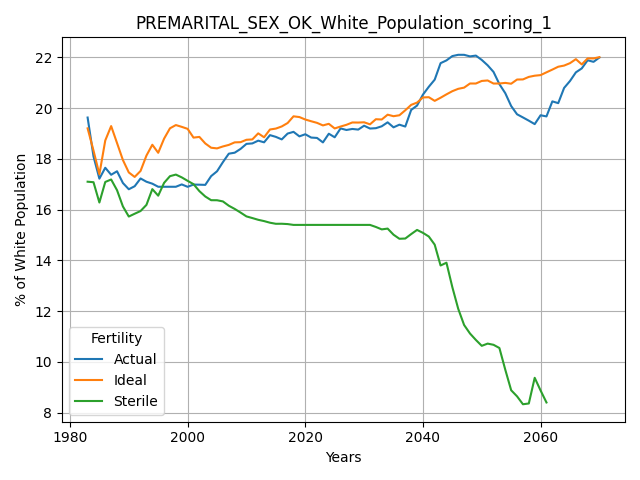 PREMARITAL_SEX_OK_White_Population_scoring_1
% of White Population
22
20
18
16
14
12
10
8
Fertility
Actual
Ideal
Sterile
1980
2000
2020
2040
2060
Years